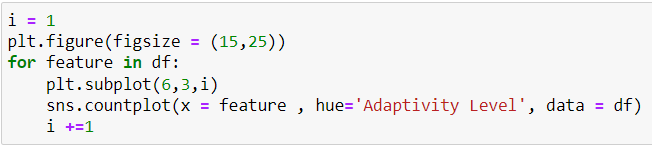 i = 1
plt.figure(figsize = (15,25))
for feature in df:
    plt.subplot(6,3,i)
    sns.countplot(x = feature , hue='Adaptivity Level', data = df)
    i +=1